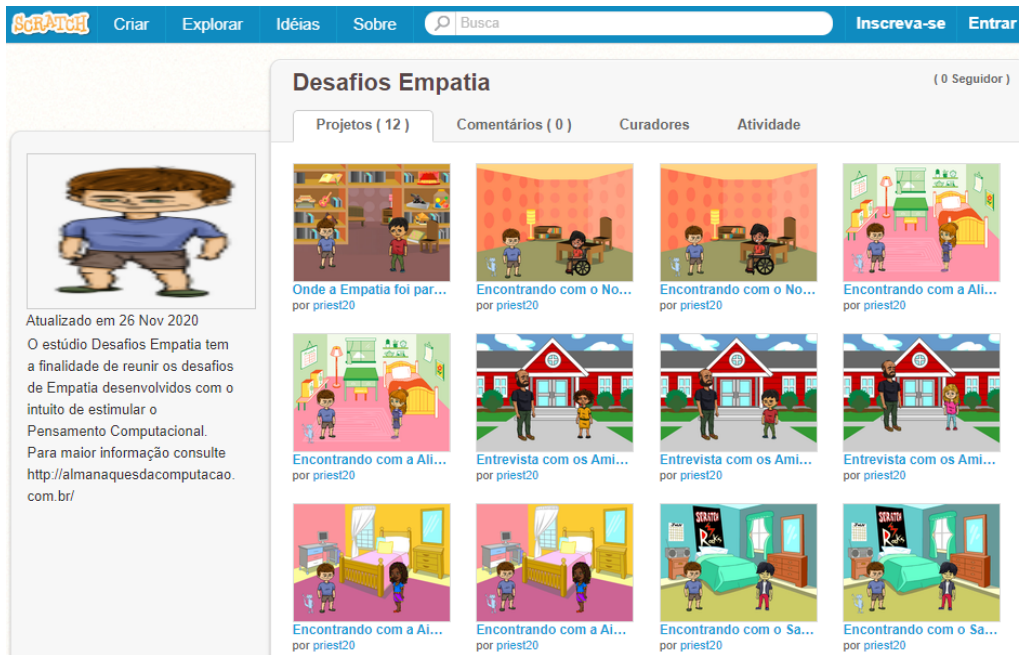 SCRATCH Criar Explorar Idéias Sobre Busca Inscreva-se Entrar
Desafios Empatia ( 0 Seguidor )
Projetos ( 12 ) Comentários ( 0 ) Curadores Atividade
Atualizado em 26 Nov 2020
O estúdio Desafios Empatia tem
a finalidade de reunir os desafios
de Empatia desenvolvidos com o
intuito de estimular o
Pensamento Computacional.
Para maior informação consulte
http://almanaquesdacomputacao.
com.br/
Onde a Empatia foi par... Encontrando com o No... Encontrando com o No... Encontrando com a Ali...
por priest20 por priest20 por priest20 por priest20
Encontrando com a Ali... Entrevista com os Ami... Entrevista com os Ami... Entrevista com os Ami...
por priest20 por priest20 por priest20 por priest20
SCRATCH SCRATCH
Encontrando com a Ai... Encontrando com a Ai... Encontrando com o Sa... Encontrando com o Sa...
por priest20 por priest20 por priest20 por priest20